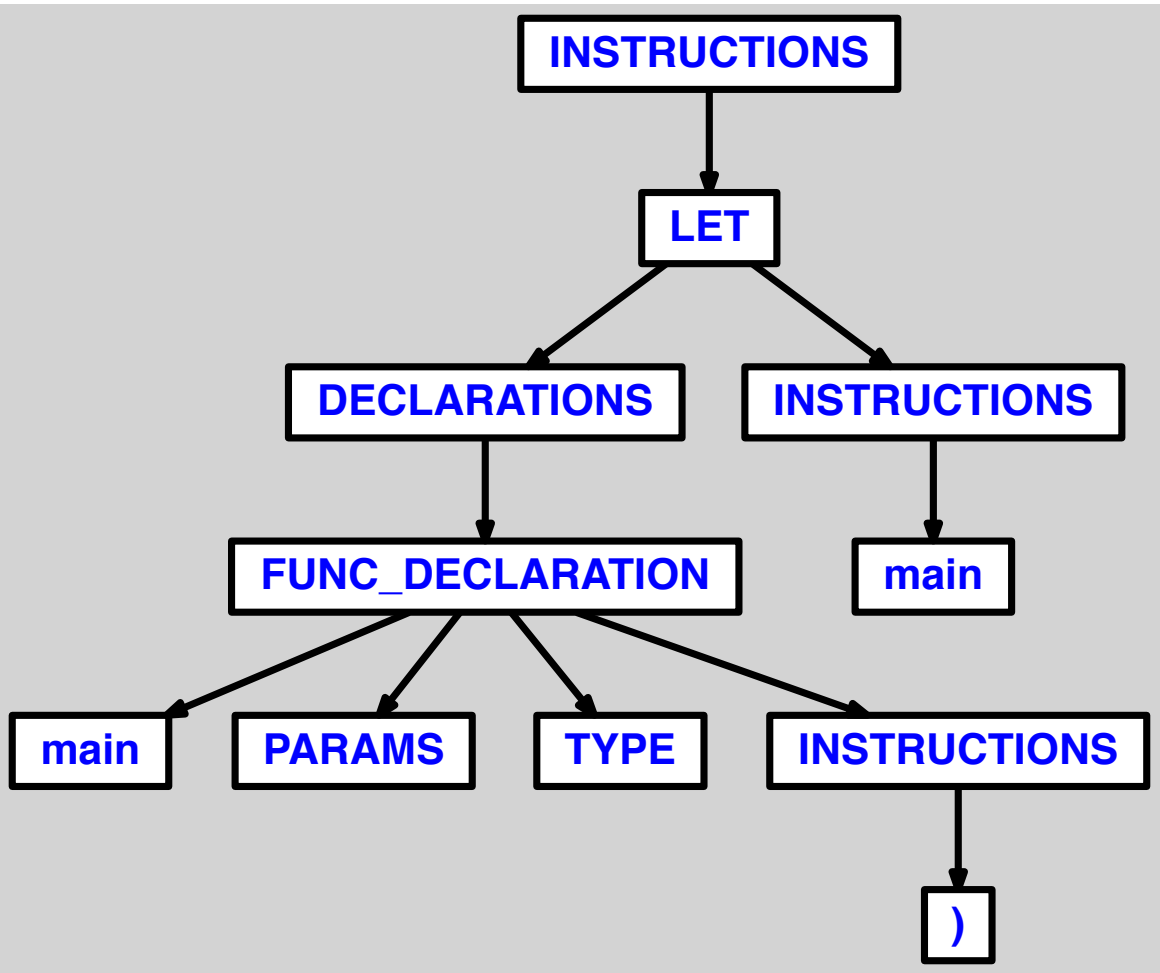 INSTRUCTIONS
LET
DECLARATIONS
INSTRUCTIONS
FUNC_DECLARATION
main
main
PARAMS
TYPE
INSTRUCTIONS
)